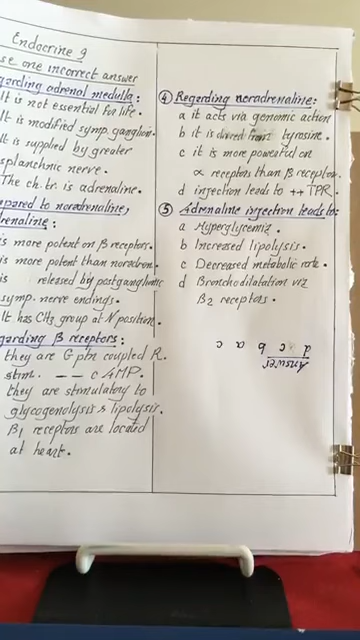 Endocrine 9
se one incorrect answer
garding adrenal medulla:
It is not essential for life.
It is modified symp. ganglion.
It is supplied by greater
splanchnic nerve.
The ch. tr. is adrenaline.
mpared to noradrenaline,
renaline:
is more potent on β receptors.
is more potent than noradren.
is released by postganglionic
symp. nerve endings.
It has CH3 group at N position.
garding β receptors:
they are G ptn coupled R.
stim. — — cAMP.
they are stimulatory to
glycogenolysis & lipolysis.
β1 receptors are located
at heart.
④ Regarding noradrenaline:
a it acts via genomic action
b it is derived from tyrosine.
c it is more powerful on
α receptors than β receptors.
d injection leads to ++ TPR.
⑤ Adrenaline injection leads to:
a Hyperglycemia.
b Increased lipolysis.
c Decreased metabolic rate.
d Bronchodilatation via
β2 receptors.
Answer
d c b a c